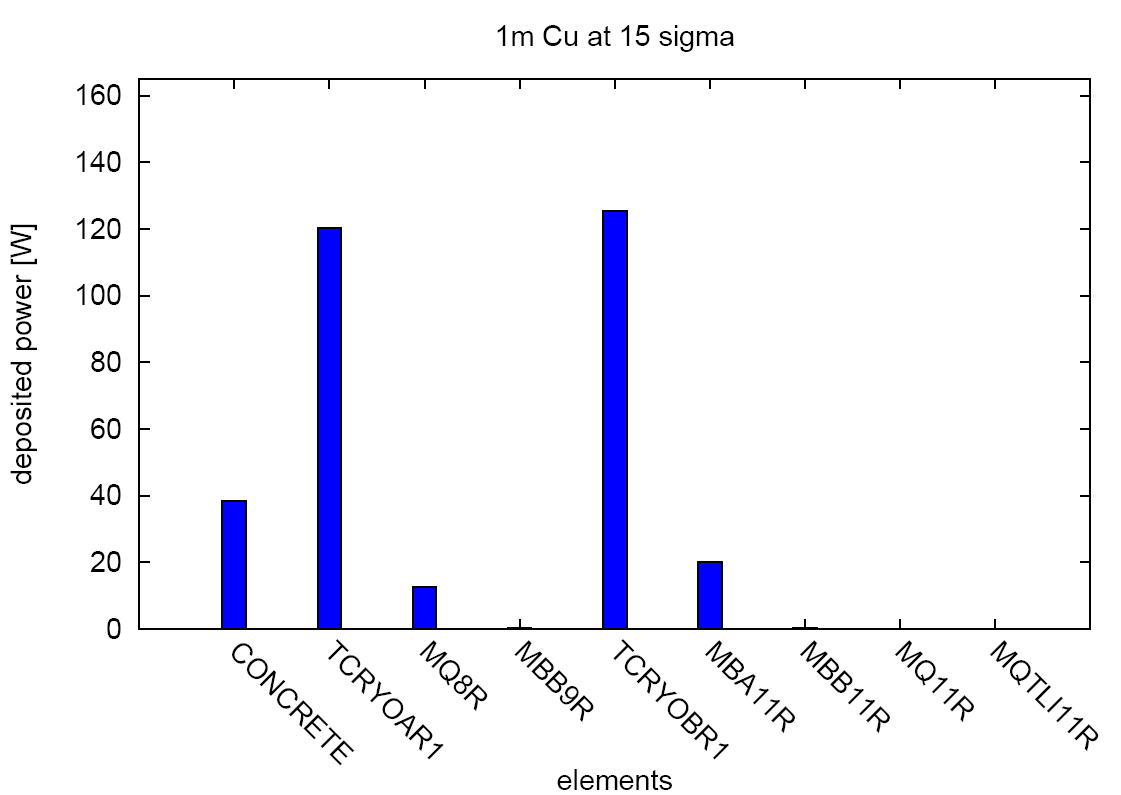 1m Cu at 15 sigma
160
140
120
100
80
60
40
20
0
deposited power [W]
CONCRETE
TCRYOAR1
MQ8R
MBB9R
TCRYOBR1
MBA11R
MBB11R
MQ11R
MQTLI11R
elements